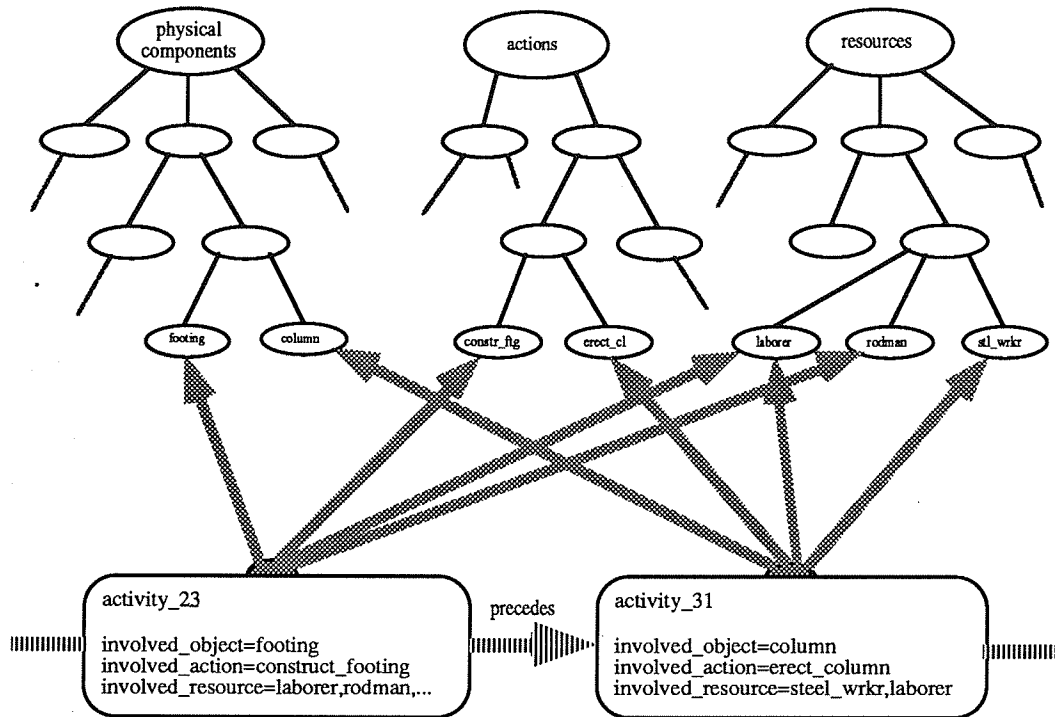 physical
components
actions
resources
footing
column
constr_ftg
erect_cl
laborer
rodman
stl_wrkr
activity_23
involved_object=footing
involved_action=construct_footing
involved_resource=laborer,rodman,...
precedes
activity_31
involved_object=column
involved_action=erect_column
involved_resource=steel_wrkr,laborer